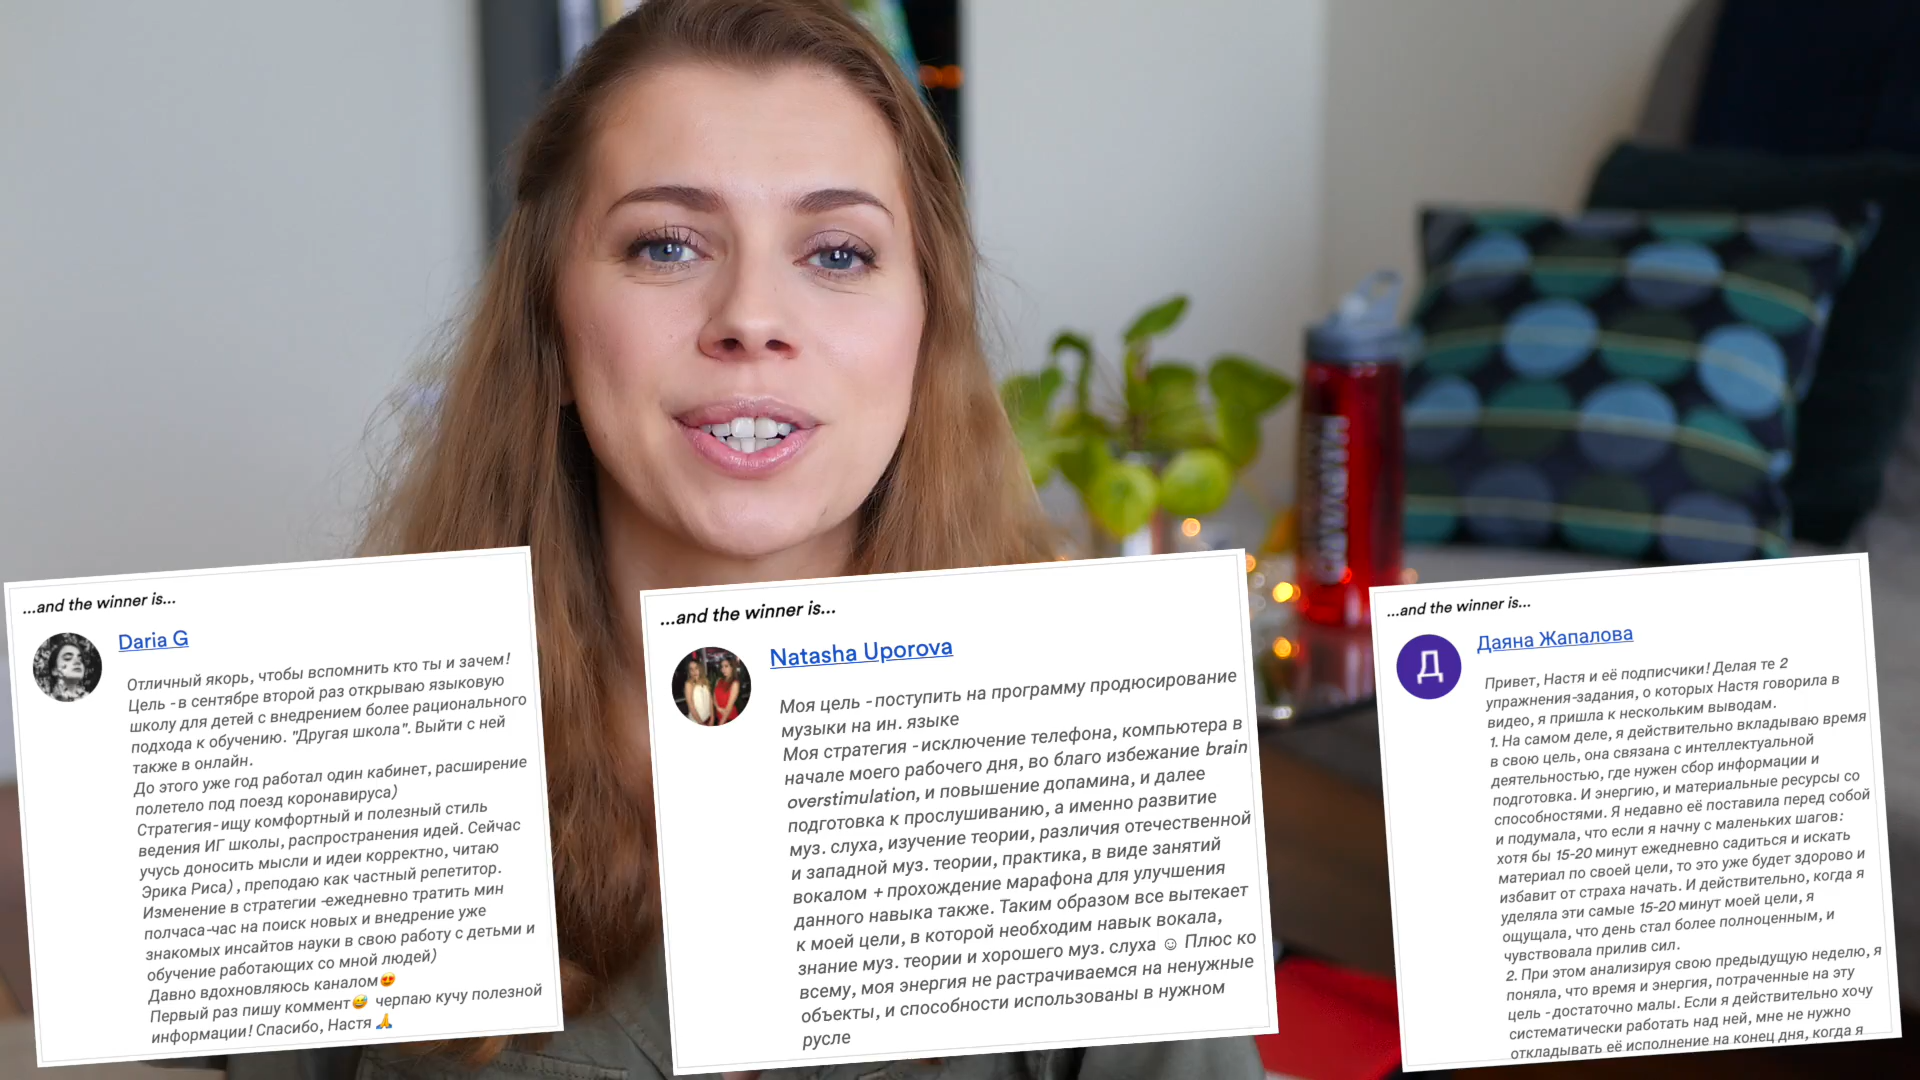 ...and the winner is...
Daria G
Отличный якорь, чтобы вспомнить кто ты и зачем!
Цель - в сентябре второй раз открываю языковую
школу для детей с внедрением более рационального
подхода к обучению. "Другая школа". Выйти с ней
также в онлайн.
До этого уже год работал один кабинет, расширение
полетело под поезд коронавируса)
Стратегия- ищу комфортный и полезный стиль
ведения ИГ школы, распространения идей. Сейчас
учусь доносить мысли и идеи корректно, читаю
Эрика Риса) , преподаю как частный репетитор.
Изменение в стратегии -ежедневно тратить мин
полчаса-час на поиск новых и внедрение уже
знакомых инсайтов науки в свою работу с детьми и
обучение работающих со мной людей)
Давно вдохновляюсь каналом😍
Первый раз пишу коммент😅 черпаю кучу полезной
информации! Спасибо, Настя 🙏
...and the winner is...
Natasha Uporova
Моя цель - поступить на программу продюсирование
музыки на ин. языке
Моя стратегия - исключение телефона, компьютера в
начале моего рабочего дня, во благо избежание brain
overstimulation, и повышение допамина, и далее
подготовка к прослушиванию, а именно развитие
муз. слуха, изучение теории, различия отечественной
и западной муз. теории, практика, в виде занятий
вокалом + прохождение марафона для улучшения
данного навыка также. Таким образом все вытекает
к моей цели, в которой необходим навык вокала,
знание муз. теории и хорошего муз. слуха ☺ Плюс ко
всему, моя энергия не растрачиваемся на ненужные
объекты, и способности использованы в нужном
русле
...and the winner is...
Д
Даяна Жапалова
Привет, Настя и её подписчики! Делая те 2
упражнения-задания, о которых Настя говорила в
видео, я пришла к нескольким выводам.
1. На самом деле, я действительно вкладываю время
в свою цель, она связана с интеллектуальной
деятельностью, где нужен сбор информации и
подготовка. И энергию, и материальные ресурсы со
способностями. Я недавно её поставила перед собой
и подумала, что если я начну с маленьких шагов:
хотя бы 15-20 минут ежедневно садиться и искать
материал по своей цели, то это уже будет здорово и
избавит от страха начать. И действительно, когда я
уделяла эти самые 15-20 минут моей цели, я
ощущала, что день стал более полноценным, и
чувствовала прилив сил.
2. При этом анализируя свою предыдущую неделю, я
поняла, что время и энергия, потраченные на эту
цель - достаточно малы. Если я действительно хочу
систематически работать над ней, мне не нужно
откладывать её исполнение на конец дня, когда я